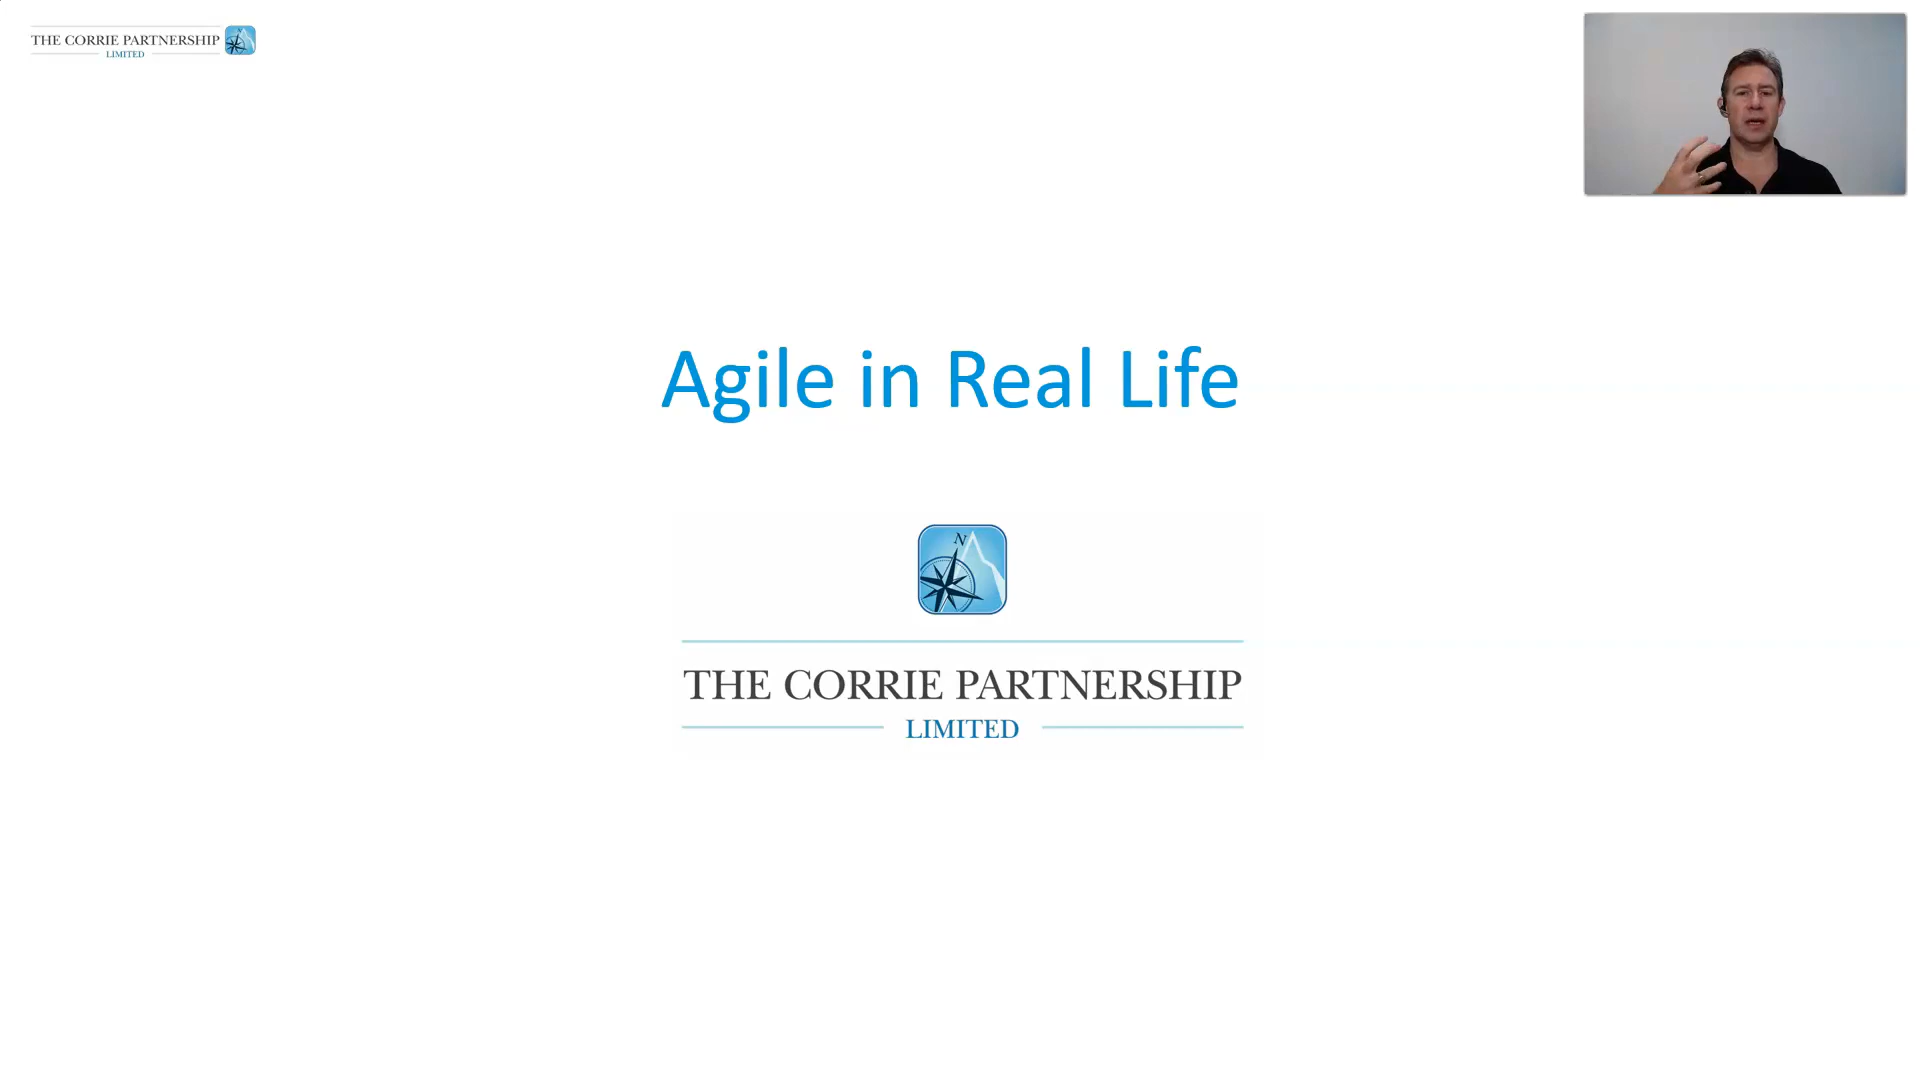 THE CORRIE PARTNERSHIP
LIMITED
Agile in Real Life
N
THE CORRIE PARTNERSHIP
LIMITED